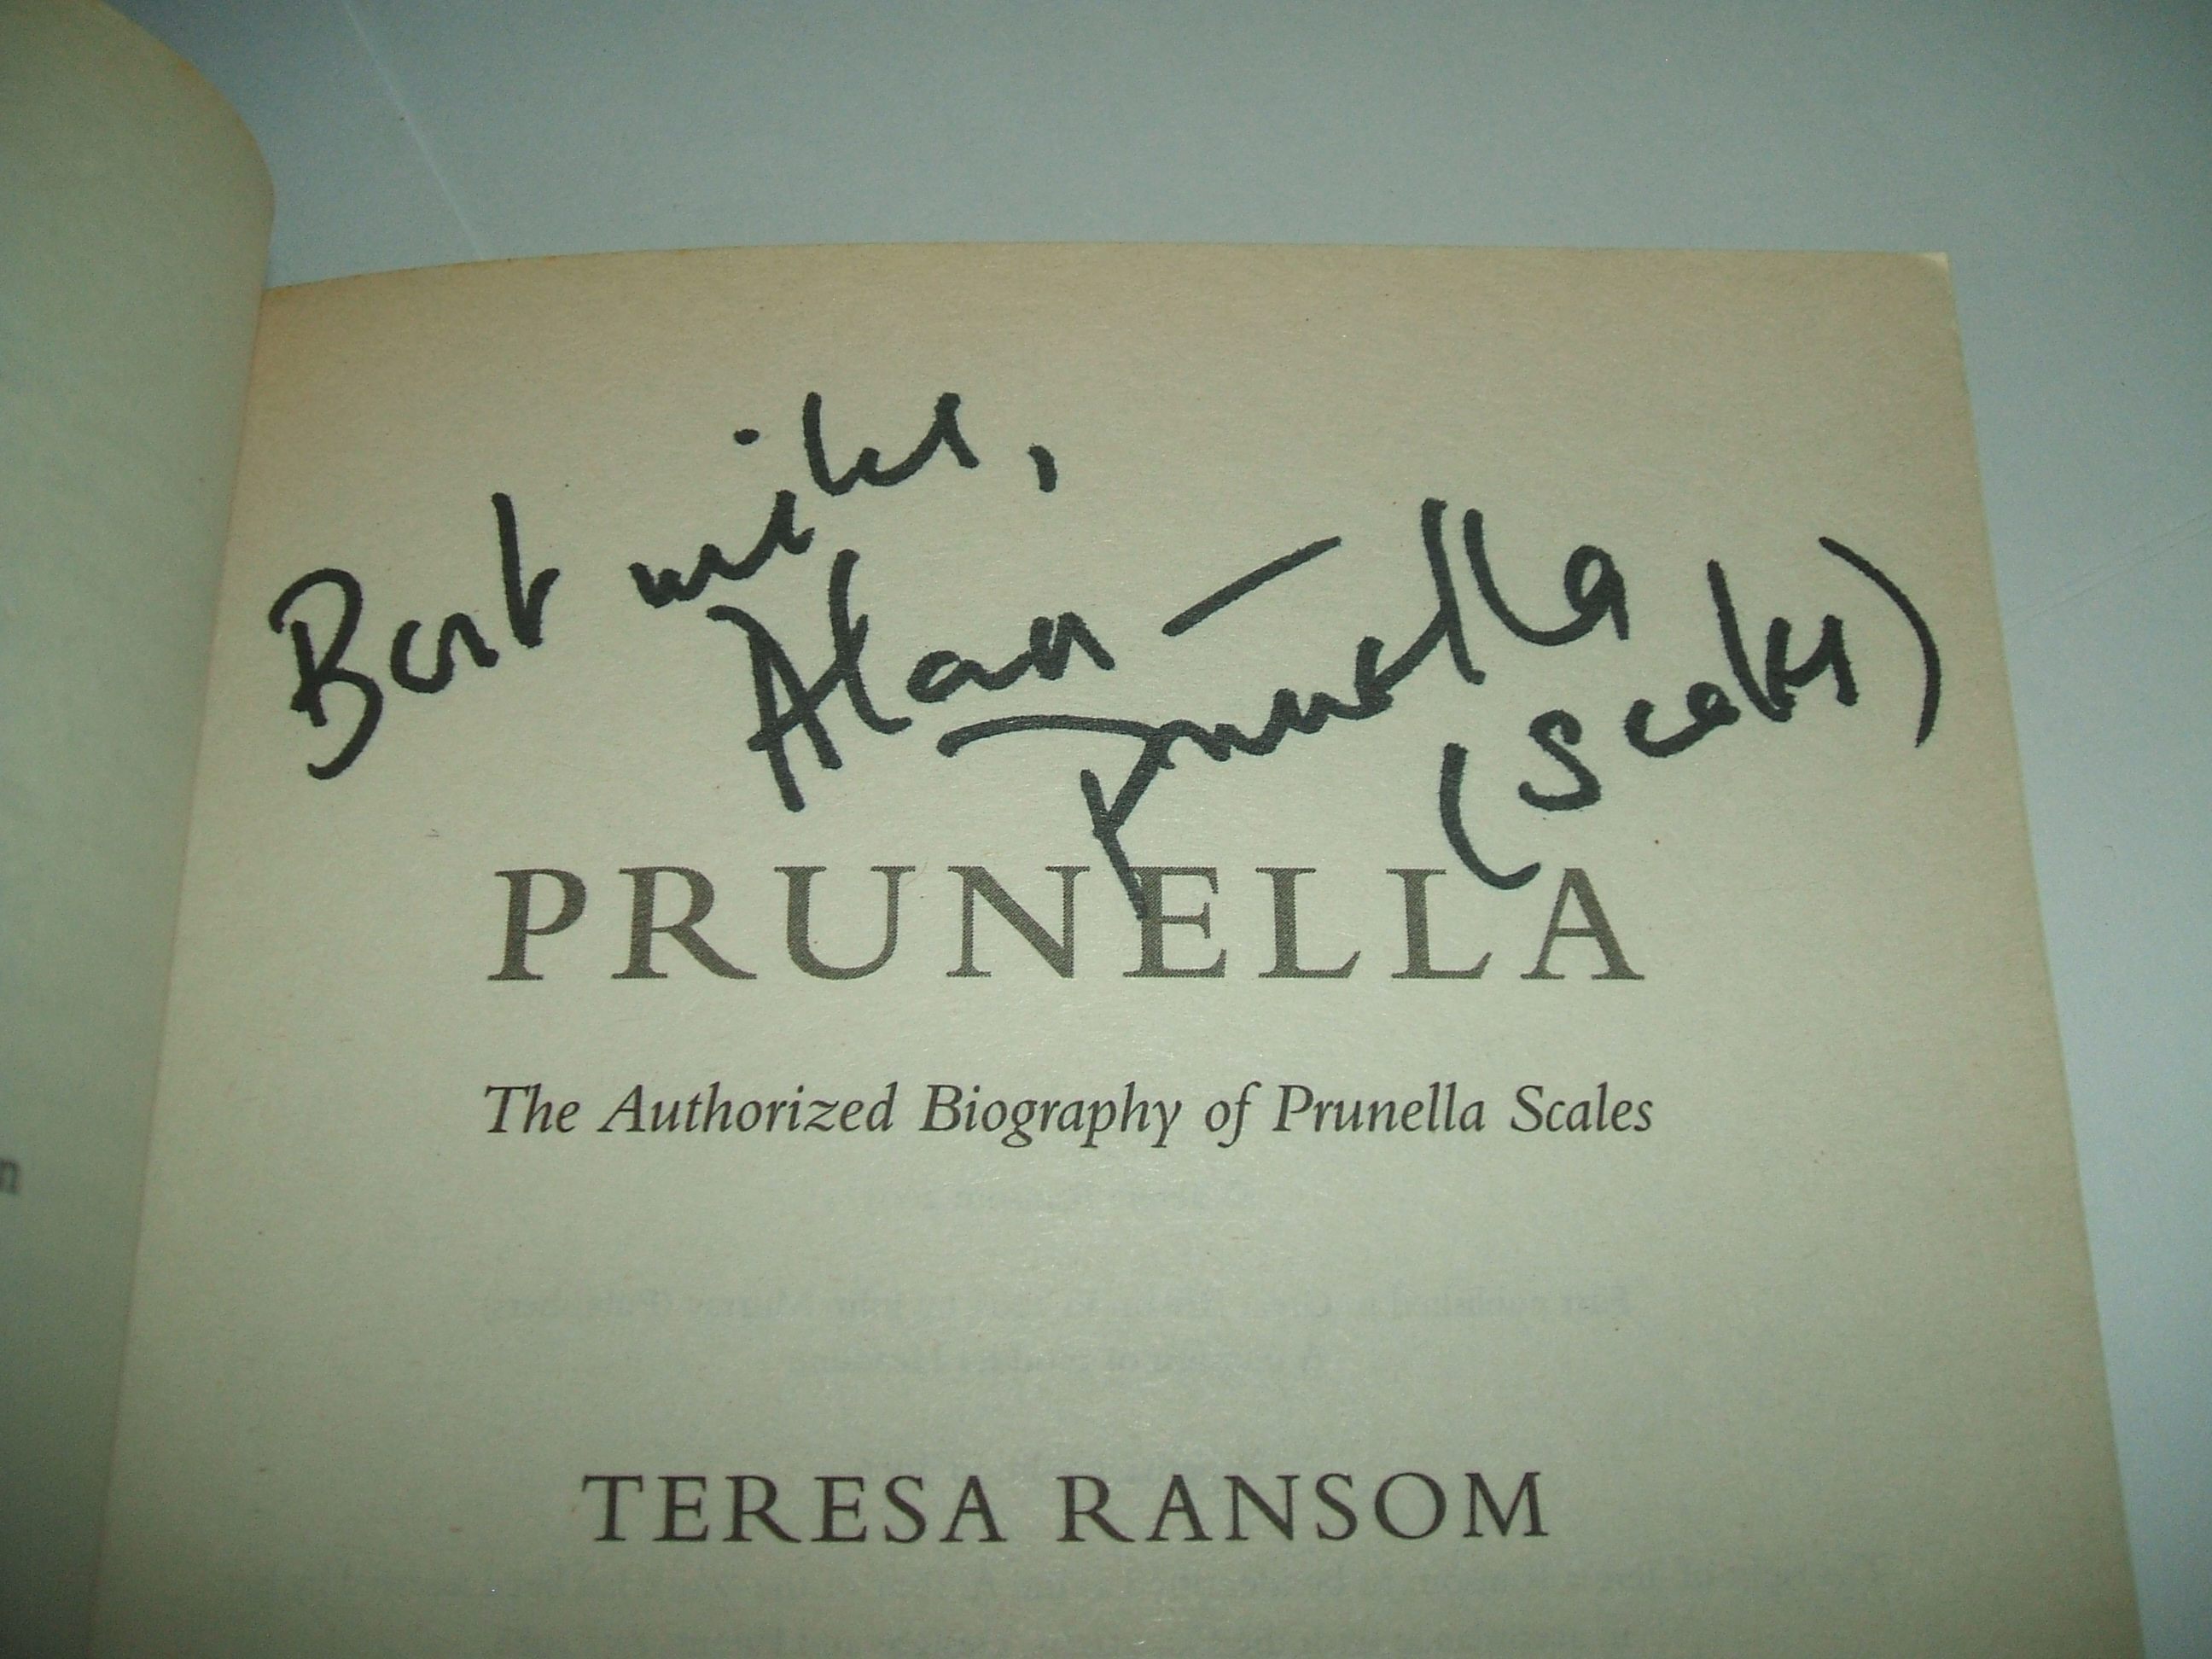 Best wishes,
Alan —
Prunella
(Scales)
PRUNELLA
The Authorized Biography of Prunella Scales
TERESA RANSOM
n